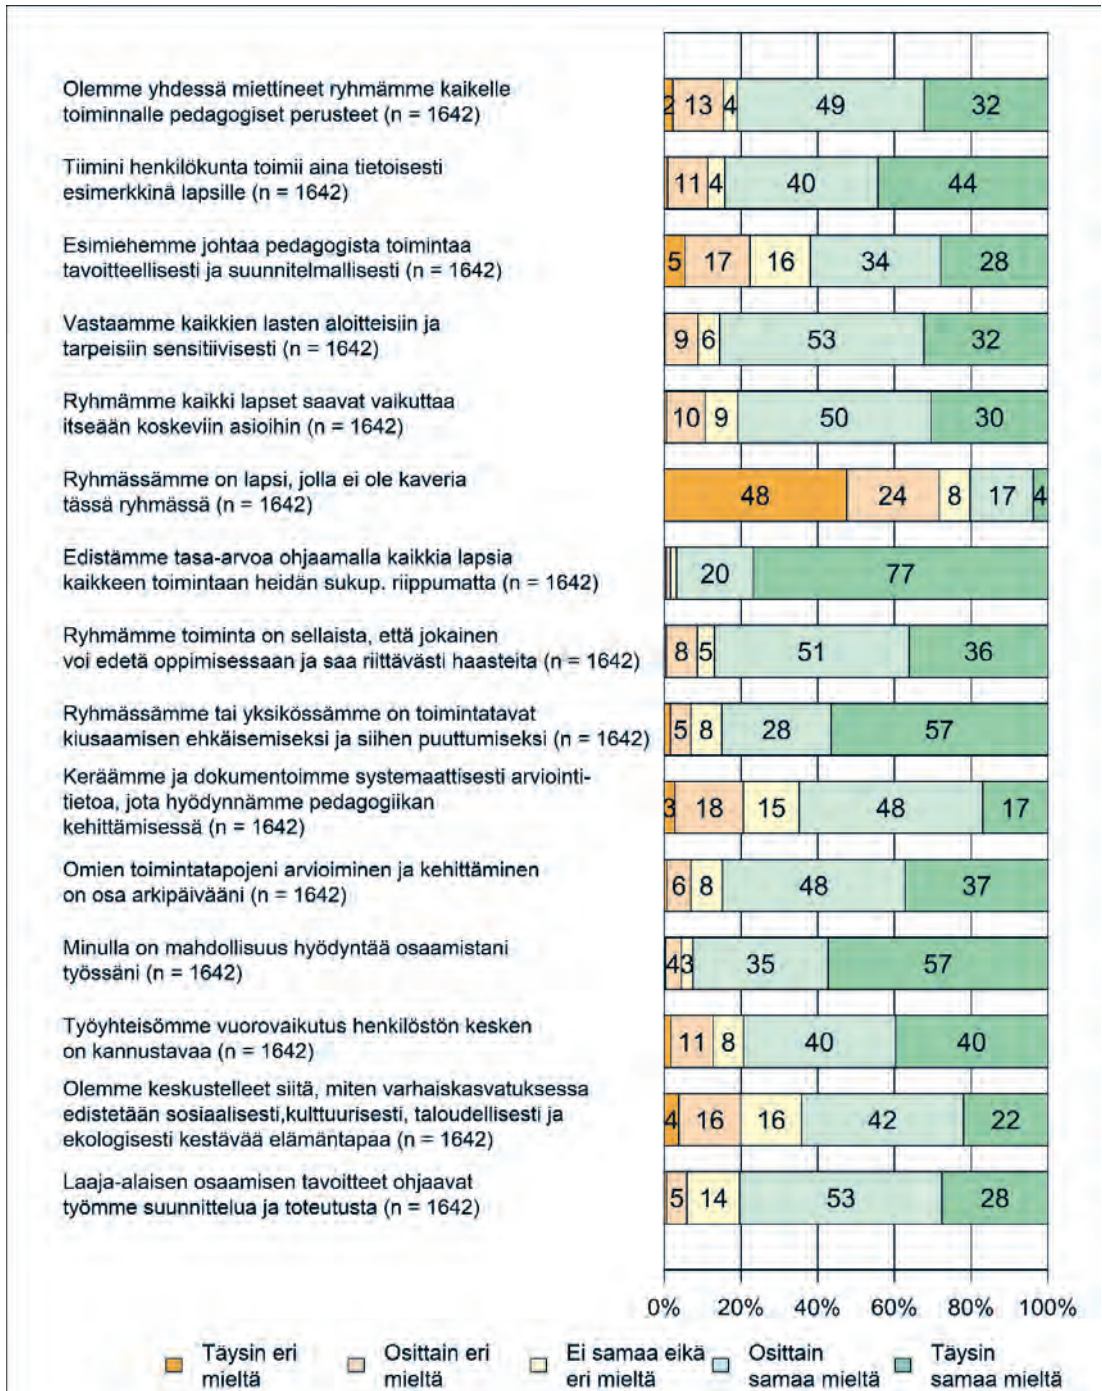 Olemme yhdessä miettineet ryhmämme kaikelle
toiminnalle pedagogiset perusteet (n = 1642)
2 13 4 49 32
Tiimini henkilökunta toimii aina tietoisesti
esimerkkinä lapsille (n = 1642)
11 4 40 44
Esimiehemme johtaa pedagogista toimintaa
tavoitteellisesti ja suunnitelmallisesti (n = 1642)
5 17 16 34 28
Vastaamme kaikkien lasten aloitteisiin ja
tarpeisiin sensitiivisesti (n = 1642)
9 6 53 32
Ryhmämme kaikki lapset saavat vaikuttaa
itseään koskeviin asioihin (n = 1642)
10 9 50 30
Ryhmässämme on lapsi, jolla ei ole kaveria
tässä ryhmässä (n = 1642)
48 24 8 17 4
Edistämme tasa-arvoa ohjaamalla kaikkia lapsia
kaikkeen toimintaan heidän sukup. riippumatta (n = 1642)
20 77
Ryhmämme toiminta on sellaista, että jokainen
voi edetä oppimisessaan ja saa riittävästi haasteita (n = 1642)
8 5 51 36
Ryhmässämme tai yksikössämme on toimintatavat
kiusaamisen ehkäisemiseksi ja siihen puuttumiseksi (n = 1642)
5 8 28 57
Keräämme ja dokumentoimme systemaattisesti arviointi-
tietoa, jota hyödynnämme pedagogiikan
kehittämisessä (n = 1642)
3 18 15 48 17
Omien toimintatapojeni arvioiminen ja kehittäminen
on osa arkipäivääni (n = 1642)
6 8 48 37
Minulla on mahdollisuus hyödyntää osaamistani
työssäni (n = 1642)
4 3 35 57
Työyhteisömme vuorovaikutus henkilöstön kesken
on kannustavaa (n = 1642)
11 8 40 40
Olemme keskustelleet siitä, miten varhaiskasvatuksessa
edistetään sosiaalisesti,kulttuurisesti, taloudellisesti ja
ekologisesti kestävää elämäntapaa (n = 1642)
4 16 16 42 22
Laaja-alaisen osaamisen tavoitteet ohjaavat
työmme suunnittelua ja toteutusta (n = 1642)
5 14 53 28
0% 20% 40% 60% 80% 100%
Täysin eri
mieltä
Osittain eri
mieltä
Ei samaa eikä
eri mieltä
Osittain
samaa mieltä
Täysin
samaa mieltä